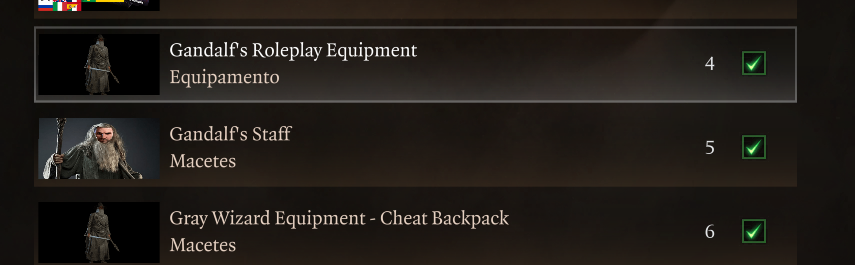 Gandalf's Roleplay Equipment
Equipamento
4
Gandalf's Staff
Macetes
5
Gray Wizard Equipment - Cheat Backpack
Macetes
6